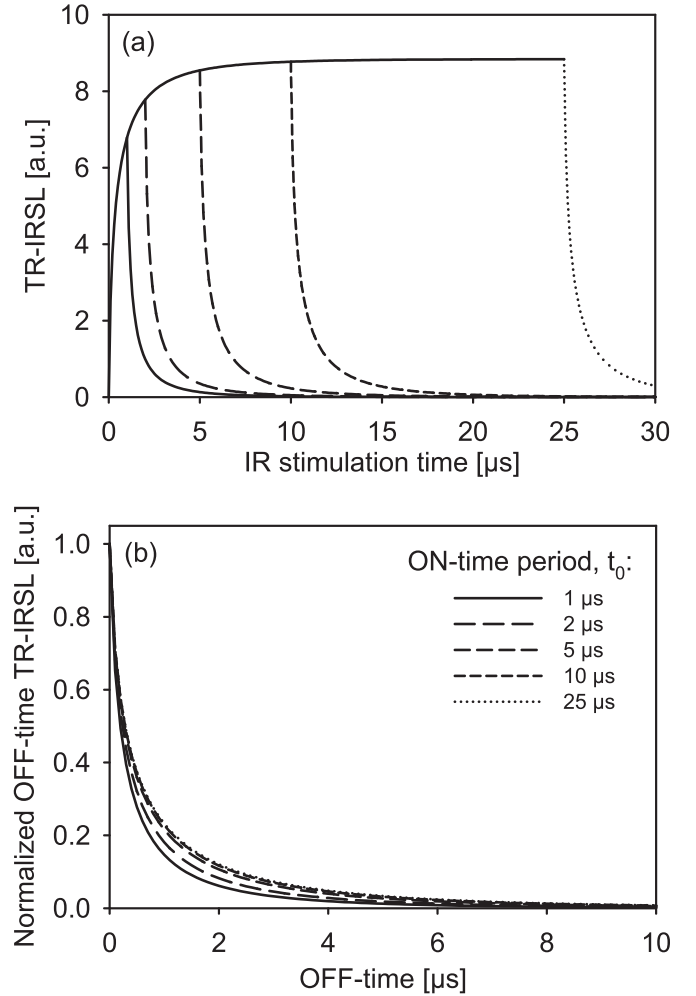 (a)
TR-IRSL [a.u.]
10
8
6
4
2
0
0 5 10 15 20 25 30
IR stimulation time [µs]
(b)
Normalized OFF-time TR-IRSL [a.u.]
1.0
0.8
0.6
0.4
0.2
0.0
ON-time period, t0:
1 µs
2 µs
5 µs
10 µs
25 µs
0 2 4 6 8 10
OFF-time [µs]